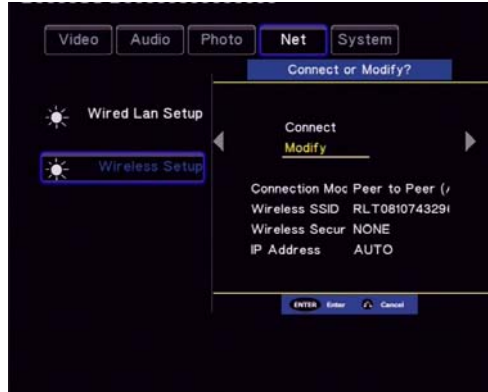 Video Audio Photo Net System
Connect or Modify?
Wired Lan Setup
Wireless Setup
Connect
Modify
Connection Moc Peer to Peer (
Wireless SSID RLT081074329
Wireless Secur NONE
IP Address AUTO
ENTER Enter Cancel